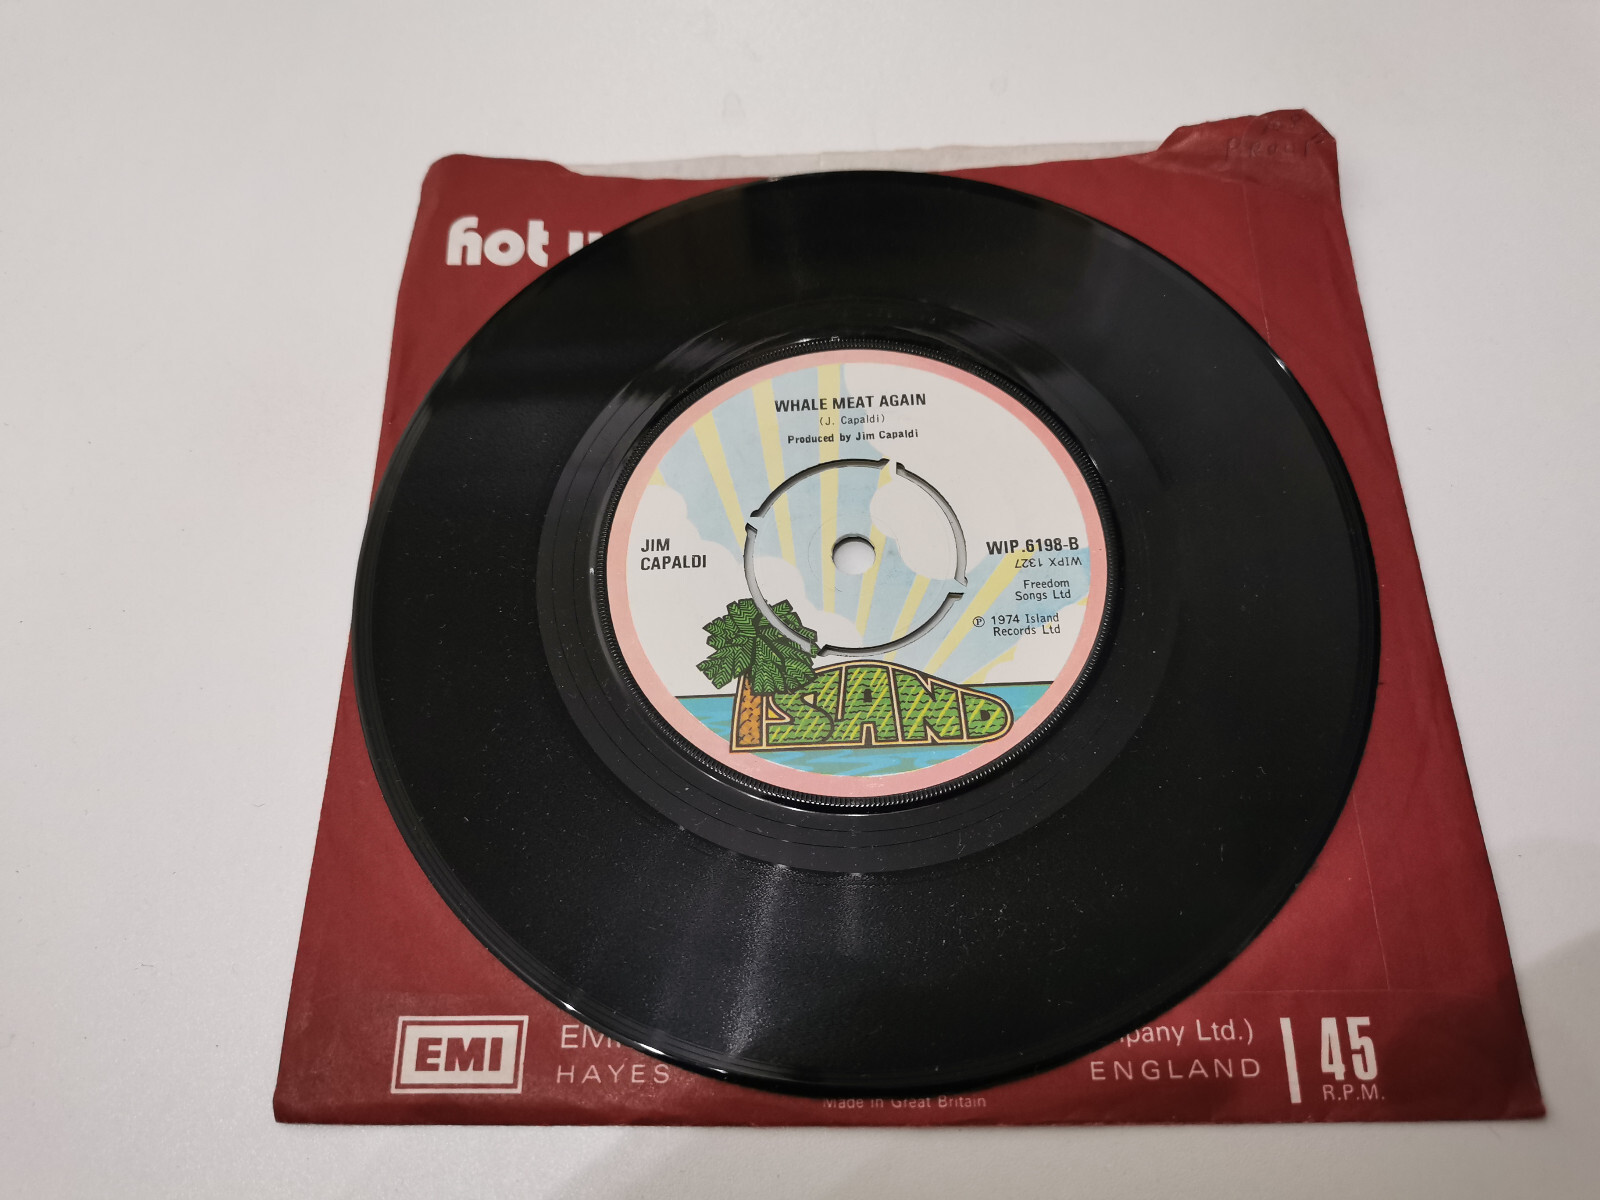 hot
WHALE MEAT AGAIN
(J. Capaldi)
Produced by Jim Capaldi
JIM
CAPALDI
WIP.6198-B
WIPX 1327
Freedom
Songs Ltd
℗ 1974 Island
Records Ltd
ISLAND
EMI
Ltd.)
HAYES
ENGLAND
45
R.P.M.
Made in Great Britain